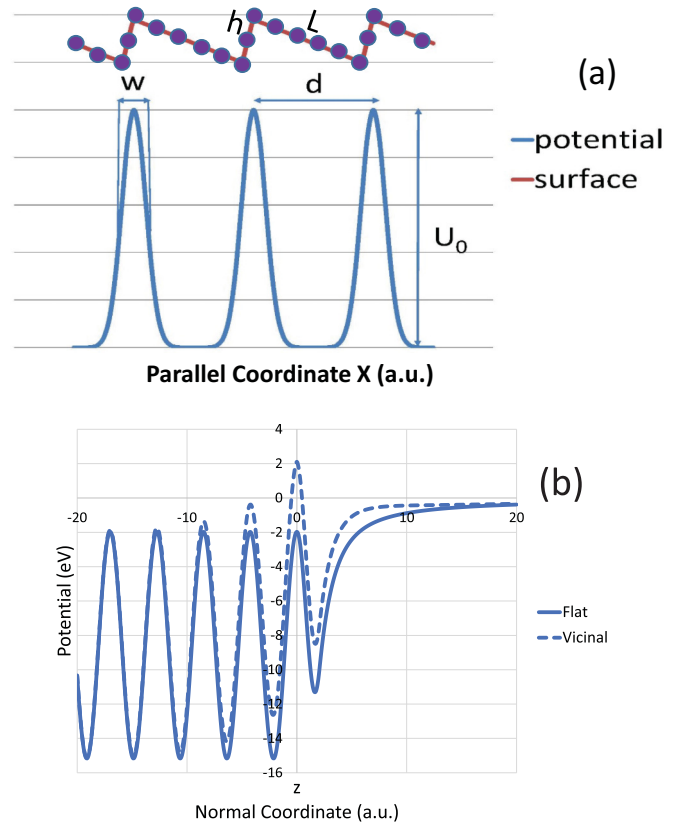 h L
w d
(a)
potential
surface
U0
Parallel Coordinate X (a.u.)
4
2
0
-20 -10 0 10 20
-2
-4
-6
-8
-10
-12
-14
-16
Potential (eV)
z
Normal Coordinate (a.u.)
(b)
Flat
Vicinal